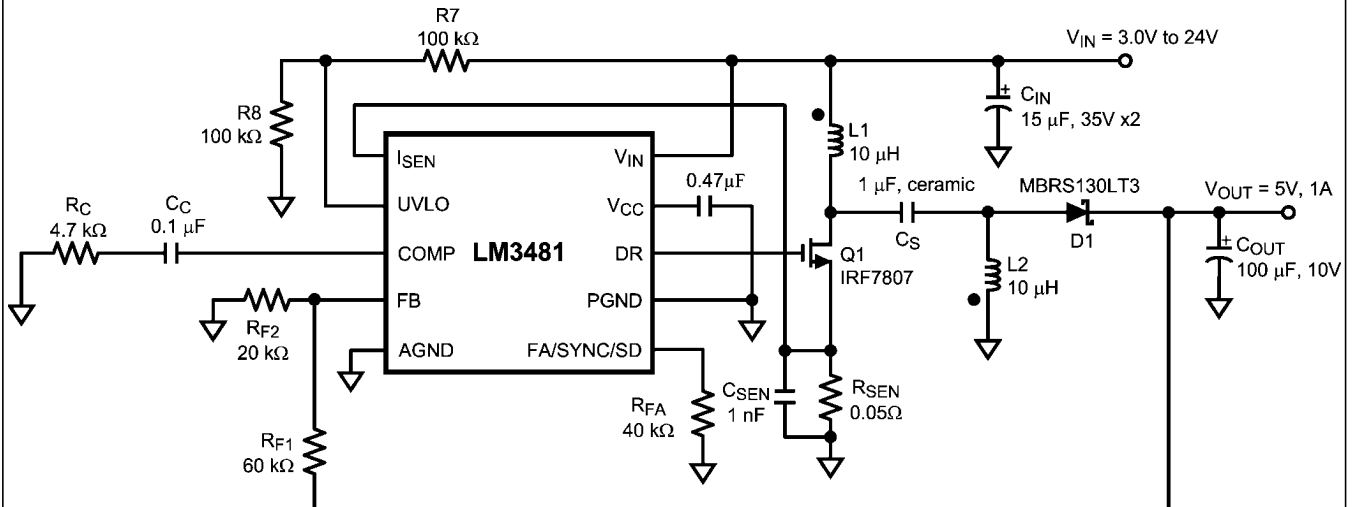 R7
100 kΩ
V_IN = 3.0V to 24V
R8
100 kΩ
C_IN
15 μF, 35V x2
+
L1
10 μH
I_SEN
V_IN
0.47μF
1 μF, ceramic
MBRS130LT3
V_OUT = 5V, 1A
R_C
4.7 kΩ
C_C
0.1 μF
UVLO
V_CC
C_S
D1
COMP
LM3481
DR
Q1
IRF7807
L2
10 μH
+
C_OUT
100 μF, 10V
FB
PGND
R_F2
20 kΩ
AGND
FA/SYNC/SD
C_SEN
1 nF
R_SEN
0.05Ω
R_FA
40 kΩ
R_F1
60 kΩ